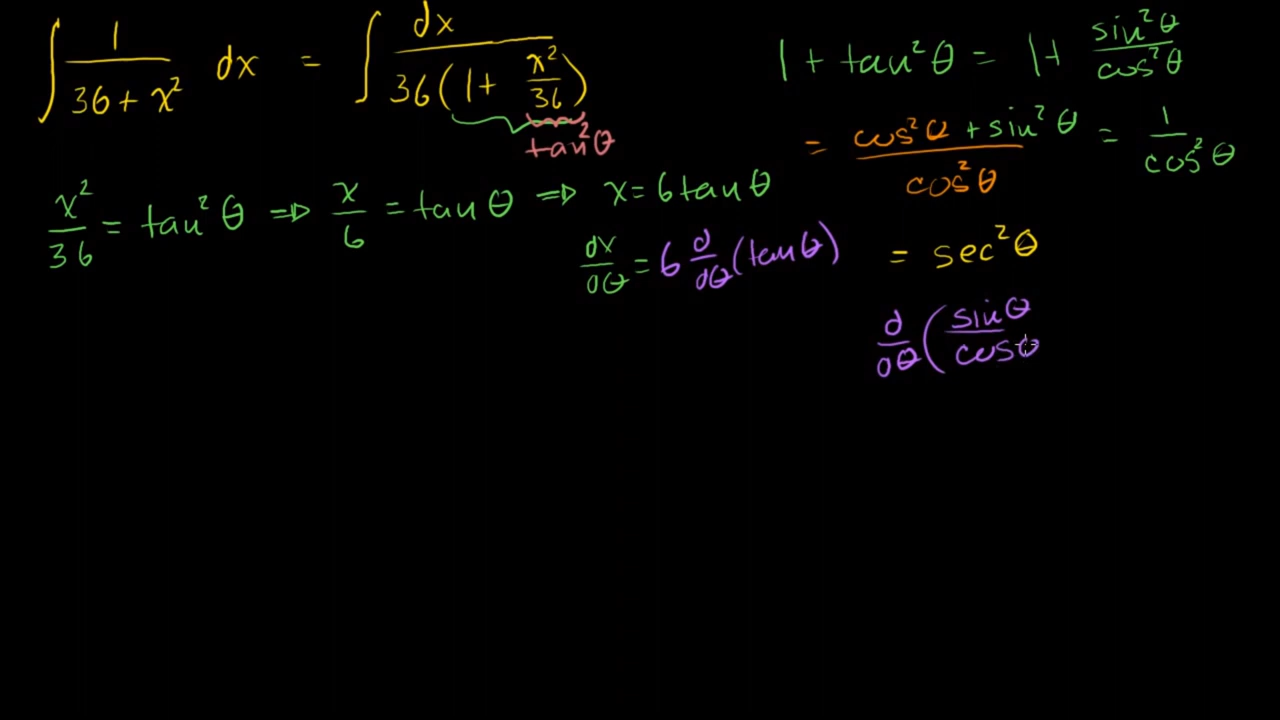 ∫ 1/(36 + x²) dx = ∫ dx/(36(1 + x²/36))
tan²θ
x²/36 = tan²θ ⇒ x/6 = tanθ ⇒ x = 6tanθ
dx/dθ = 6 d/dθ (tanθ)
1 + tan²θ = 1 + sin²θ/cos²θ
= (cos²θ + sin²θ)/cos²θ = 1/cos²θ
= sec²θ
d/dθ (sinθ/cosθ